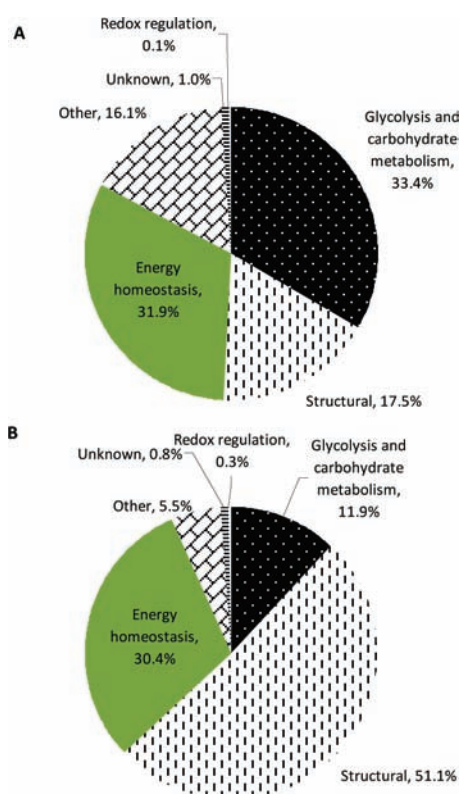 A
Redox regulation,
0.1%
Unknown, 1.0%
Other, 16.1%
Glycolysis and
carbohydrate
metabolism,
33.4%
Energy
homeostasis,
31.9%
Structural, 17.5%
B
Redox regulation,
0.3%
Unknown, 0.8%
Glycolysis and
carbohydrate
metabolism,
11.9%
Other, 5.5%
Energy
homeostasis,
30.4%
Structural, 51.1%